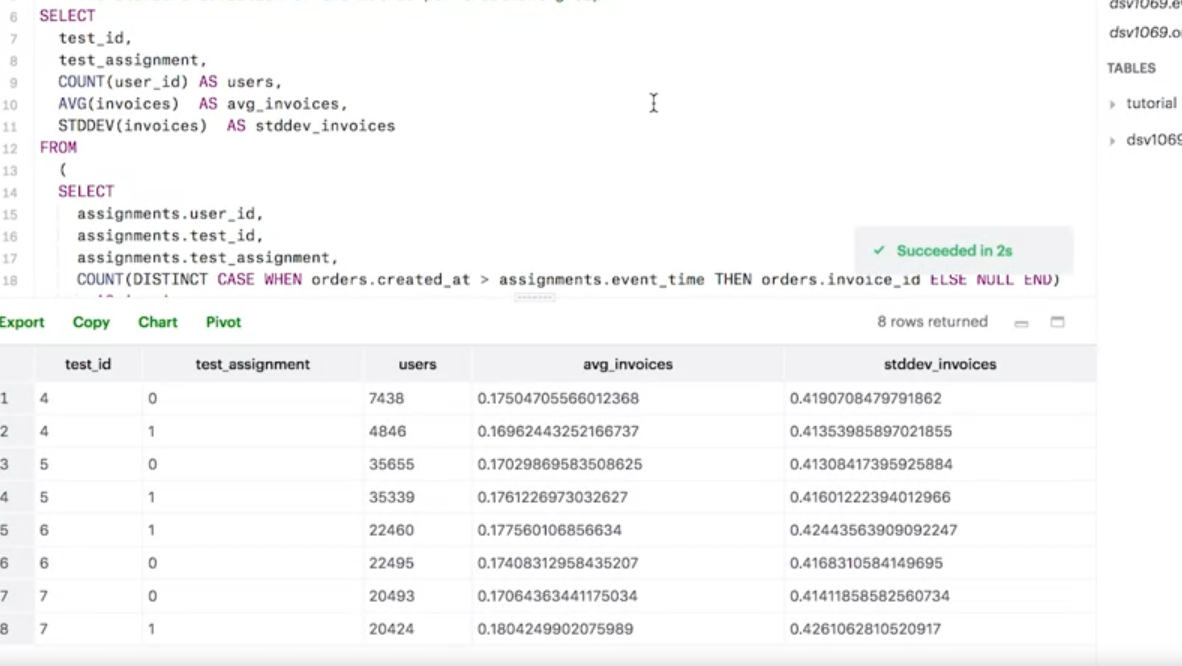 6 SELECT
7 test_id,
8 test_assignment,
9 COUNT(user_id) AS users,
10 AVG(invoices) AS avg_invoices,
11 STDDEV(invoices) AS stddev_invoices
12 FROM
13 (
14 SELECT
15 assignments.user_id,
16 assignments.test_id,
17 assignments.test_assignment,
18 COUNT(DISTINCT CASE WHEN orders.created_at > assignments.event_time THEN orders.invoice_id ELSE NULL END)
✓ Succeeded in 2s
dsv1069.ev
dsv1069.o
TABLES
tutorial
dsv1069
Export Copy Chart Pivot 8 rows returned
test_id test_assignment users avg_invoices stddev_invoices
1 4 0 7438 0.17504705566012368 0.4190708479791862
2 4 1 4846 0.16962443252166737 0.41353985897021855
3 5 0 35655 0.17029869583508625 0.41308417395925884
4 5 1 35339 0.1761226973032627 0.41601222394012966
5 6 1 22460 0.177560106856634 0.42443563909092247
6 6 0 22495 0.17408312958435207 0.4168310584149695
7 7 0 20493 0.17064363441175034 0.41411858582560734
8 7 1 20424 0.1804249902075989 0.4261062810520917